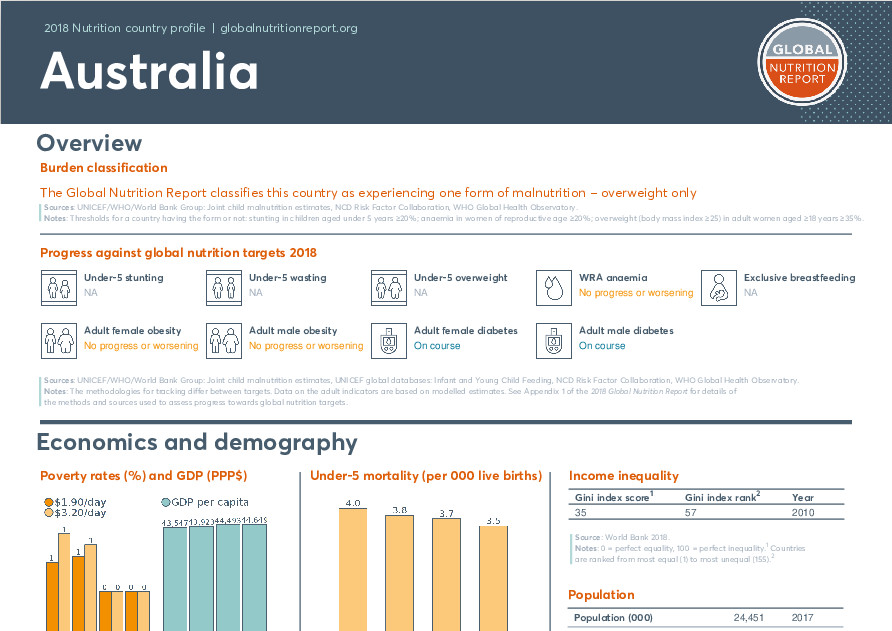 2018 Nutrition country profile | globalnutritionreport.org
Australia
GLOBAL
NUTRITION
REPORT
Overview
Burden classification
The Global Nutrition Report classifies this country as experiencing one form of malnutrition – overweight only
Sources: UNICEF/WHO/World Bank Group: Joint child malnutrition estimates, NCD Risk Factor Collaboration, WHO Global Health Observatory.
Notes: Thresholds for a country having the form or not: stunting in children aged under 5 years ≥20%; anaemia in women of reproductive age ≥20%; overweight (body mass index ≥25) in adult women aged ≥18 years ≥35%.
Progress against global nutrition targets 2018
Under-5 stunting
NA
Under-5 wasting
NA
Under-5 overweight
NA
WRA anaemia
No progress or worsening
Exclusive breastfeeding
NA
Adult female obesity
No progress or worsening
Adult male obesity
No progress or worsening
Adult female diabetes
On course
Adult male diabetes
On course
Sources: UNICEF/WHO/World Bank Group: Joint child malnutrition estimates, UNICEF global databases: Infant and Young Child Feeding, NCD Risk Factor Collaboration, WHO Global Health Observatory.
Notes: The methodologies for tracking differ between targets. Data on the adult indicators are based on modelled estimates. See Appendix 1 of the 2018 Global Nutrition Report for details of
the methods and sources used to assess progress towards global nutrition targets.
Economics and demography
Poverty rates (%) and GDP (PPP$)
$1.90/day
$3.20/day
GDP per capita
1 1 1 1 0 0 0 0
43,547 43,920 44,493 44,649
Under-5 mortality (per 000 live births)
4.0 3.8 3.7 3.5
Income inequality
Gini index score1 Gini index rank2 Year
35 57 2010
Source: World Bank 2018.
Notes: 0 = perfect equality, 100 = perfect inequality.1 Countries
are ranked from most equal (1) to most unequal (155).2
Population
Population (000) 24,451 2017